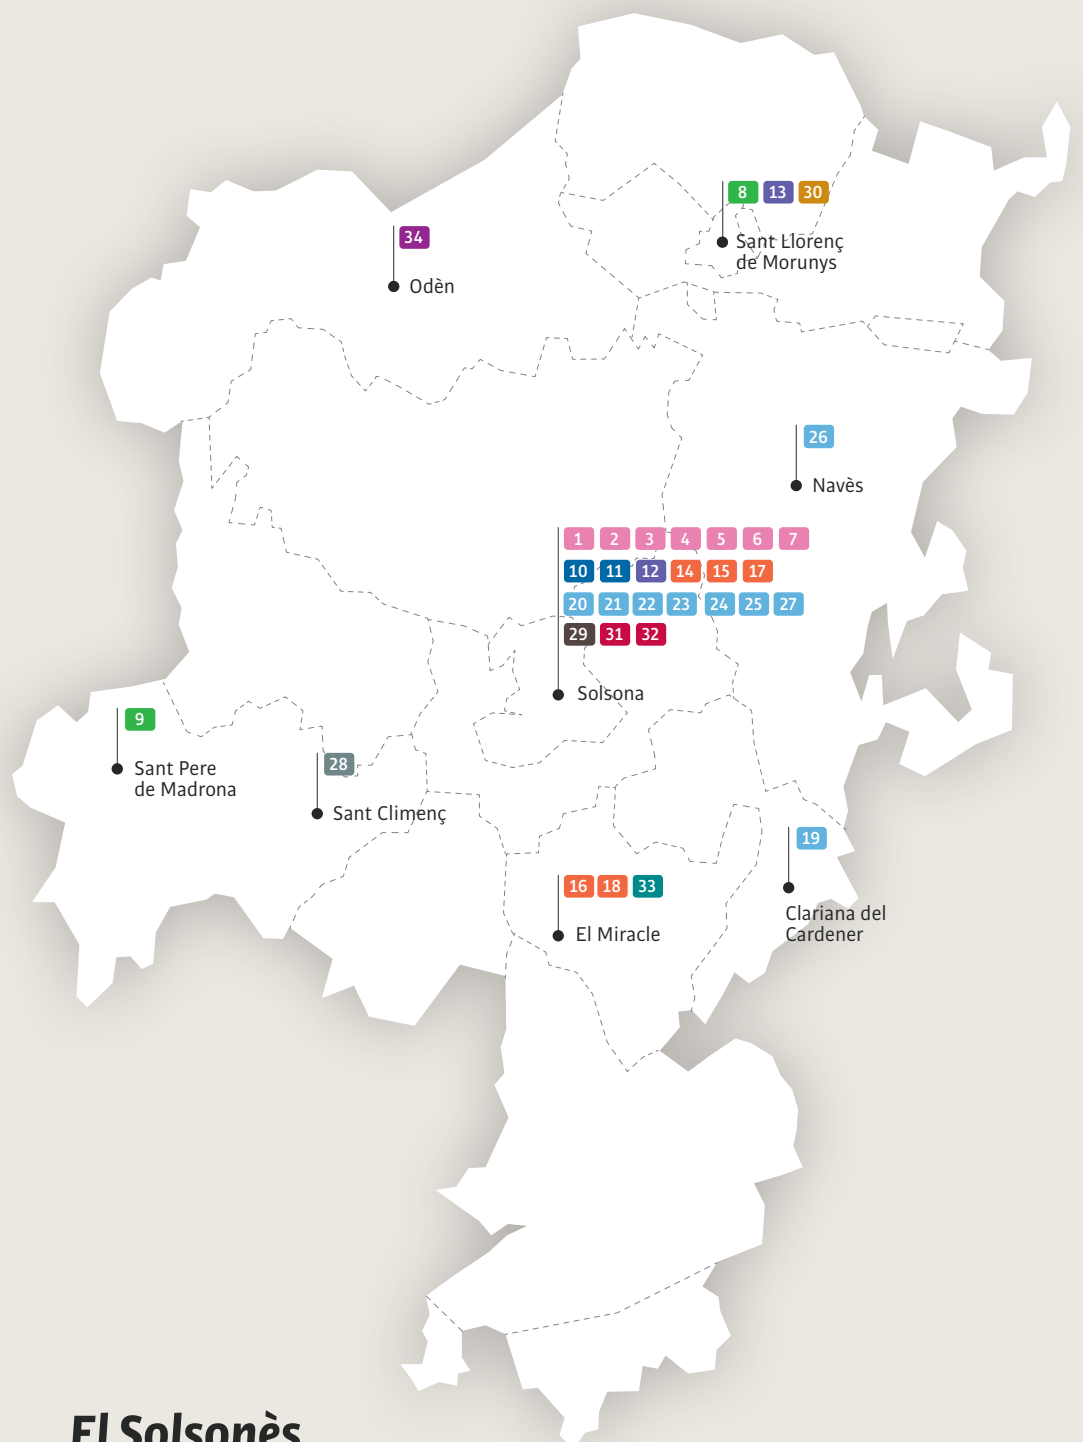 8 13 30
Sant Llorenç
de Morunys
34
Odèn
26
Navès
1 2 3 4 5 6 7
10 11 12 14 15 17
20 21 22 23 24 25 27
29 31 32
Solsona
9
Sant Pere
de Madrona
28
Sant Climenç
19
Clariana del
Cardener
16 18 33
El Miracle
El Solsonès